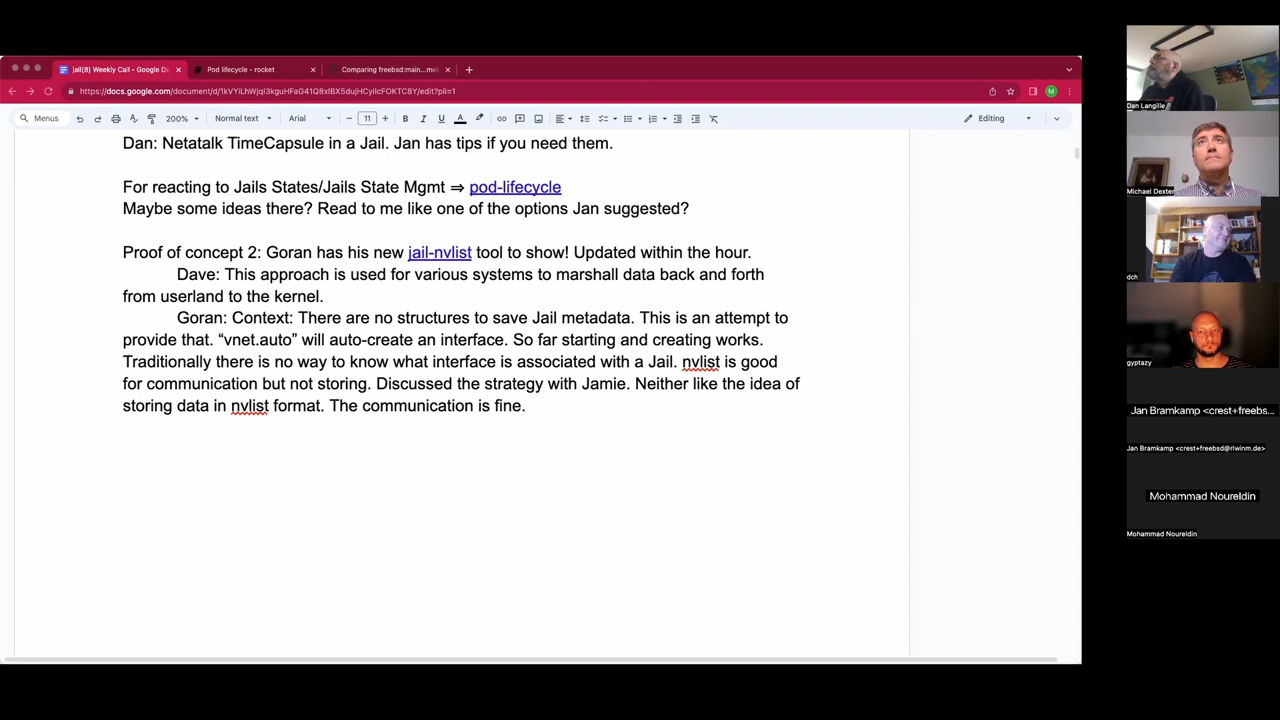 jail(8) Weekly Call - Google Do
Pod lifecycle - rocket
Comparing freebsd:main...
https://docs.google.com/document/d/
/edit?pli=1
Menus
200%
Normal text
Arial
11
B
I
U
A
Editing
Dan: Netatalk TimeCapsule in a Jail. Jan has tips if you need them.
For reacting to Jails States/Jails State Mgmt ⇒ pod-lifecycle
Maybe some ideas there? Read to me like one of the options Jan suggested?
Proof of concept 2: Goran has his new jail-nvlist tool to show! Updated within the hour.
Dave: This approach is used for various systems to marshall data back and forth
from userland to the kernel.
Goran: Context: There are no structures to save Jail metadata. This is an attempt to
provide that. “vnet.auto” will auto-create an interface. So far starting and creating works.
Traditionally there is no way to know what interface is associated with a Jail. nvlist is good
for communication but not storing. Discussed the strategy with Jamie. Neither like the idea of
storing data in nvlist format. The communication is fine.
Dan Langille
Michael Dexter
dch
gyptazy
Jan Bramkamp <crest+freebs...
Jan Bramkamp <crest+freebsd@rlwinm.de>
Mohammad Noureldin
Mohammad Noureldin